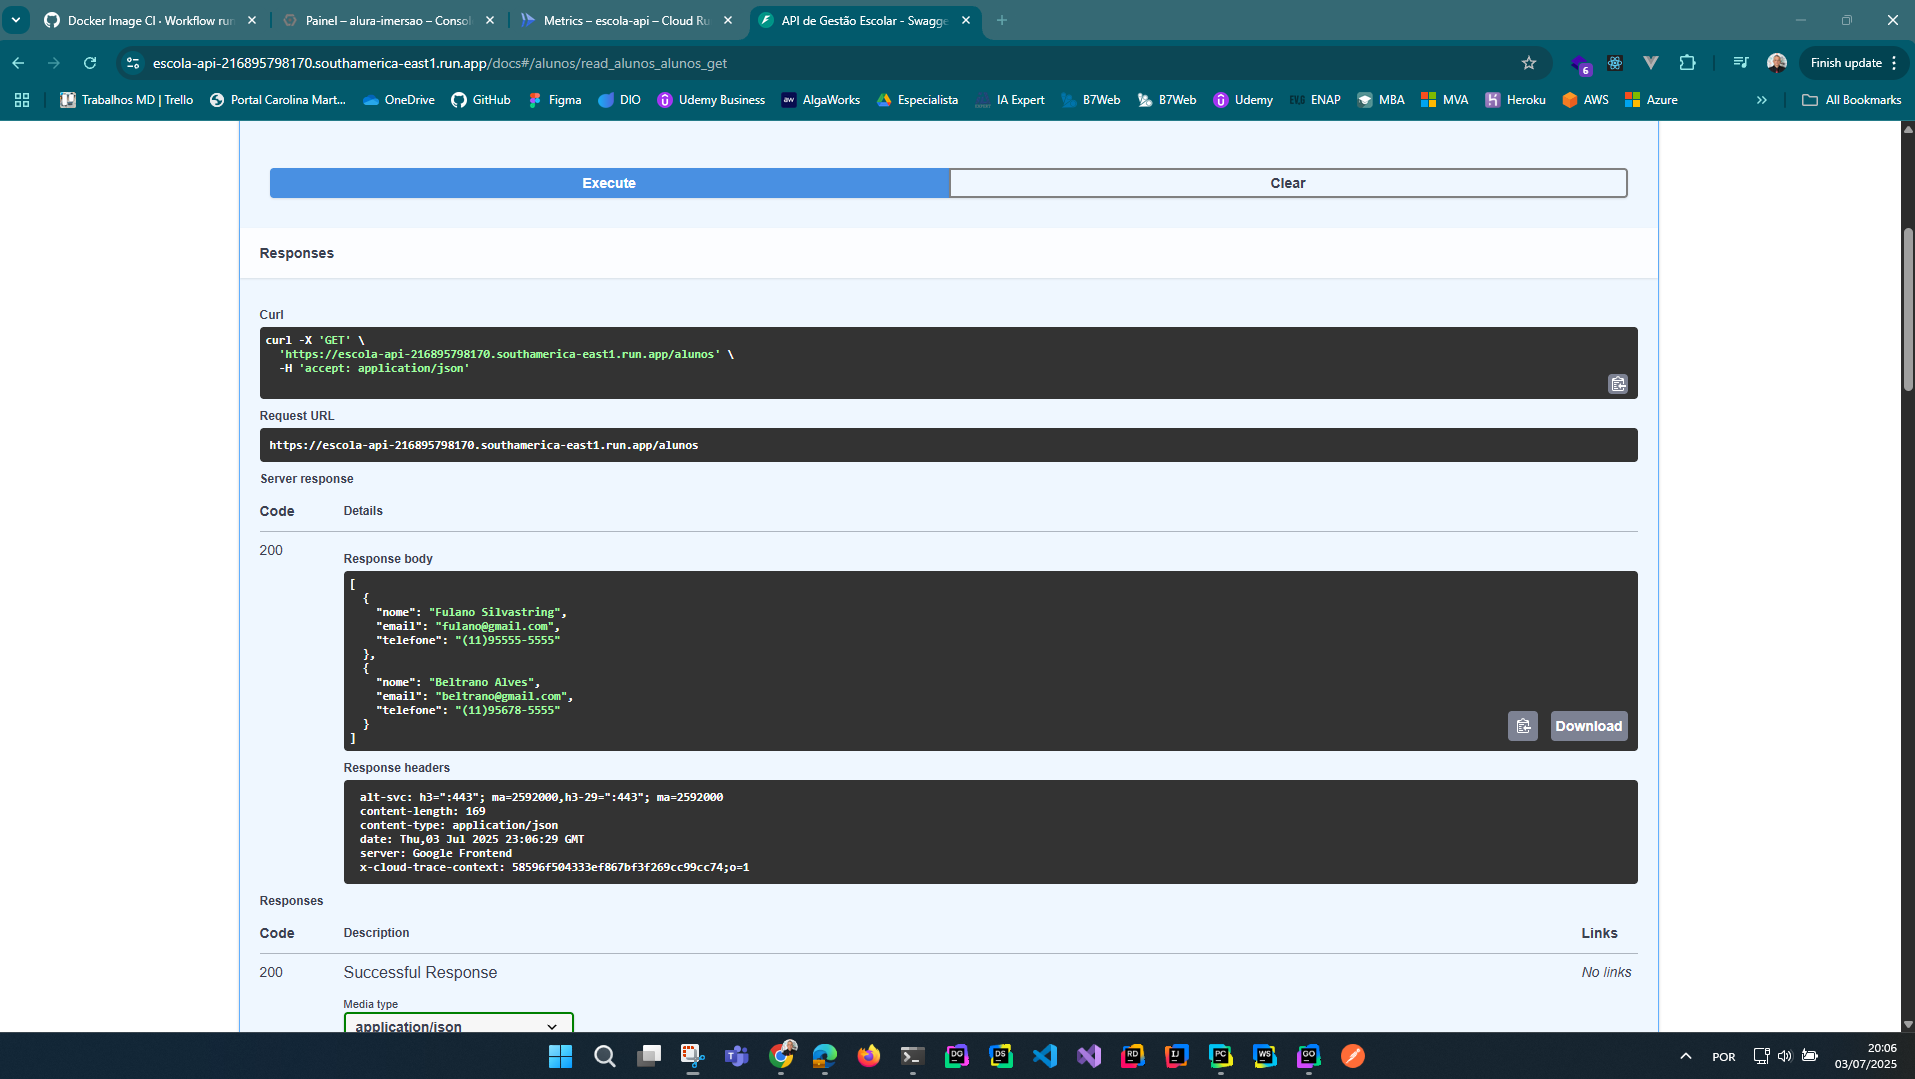 Docker Image CI · Workflow run
Painel – alura-imersao – Consol
Metrics – escola-api – Cloud Ru
API de Gestão Escolar - Swagge
escola-api-216895798170.southamerica-east1.run.app/docs#/alunos/read_alunos_alunos_get
6
Finish update
Trabalhos MD | Trello
Portal Carolina Mart...
OneDrive
GitHub
Figma
DIO
Udemy Business
AlgaWorks
Especialista
IA Expert
B7Web
B7Web
Udemy
ENAP
MBA
MVA
Heroku
AWS
Azure
All Bookmarks
Execute
Clear
Responses
Curl
curl -X 'GET' \
'https://escola-api-216895798170.southamerica-east1.run.app/alunos' \
-H 'accept: application/json'
Request URL
https://escola-api-216895798170.southamerica-east1.run.app/alunos
Server response
Code Details
200
Response body
[
{
"nome": "Fulano Silvastring",
"email": "fulano@gmail.com",
"telefone": "(11)95555-5555"
},
{
"nome": "Beltrano Alves",
"email": "beltrano@gmail.com",
"telefone": "(11)95678-5555"
}
]
Download
Response headers
alt-svc: h3=":443"; ma=2592000,h3-29=":443"; ma=2592000
content-length: 169
content-type: application/json
date: Thu,03 Jul 2025 23:06:29 GMT
server: Google Frontend
x-cloud-trace-context: 58596f504333ef867bf3f269cc99cc74;o=1
Responses
Code Description Links
200 Successful Response No links
Media type
application/json
DG
DS
RD
IJ
PC
WS
GO
POR
20:06
03/07/2025